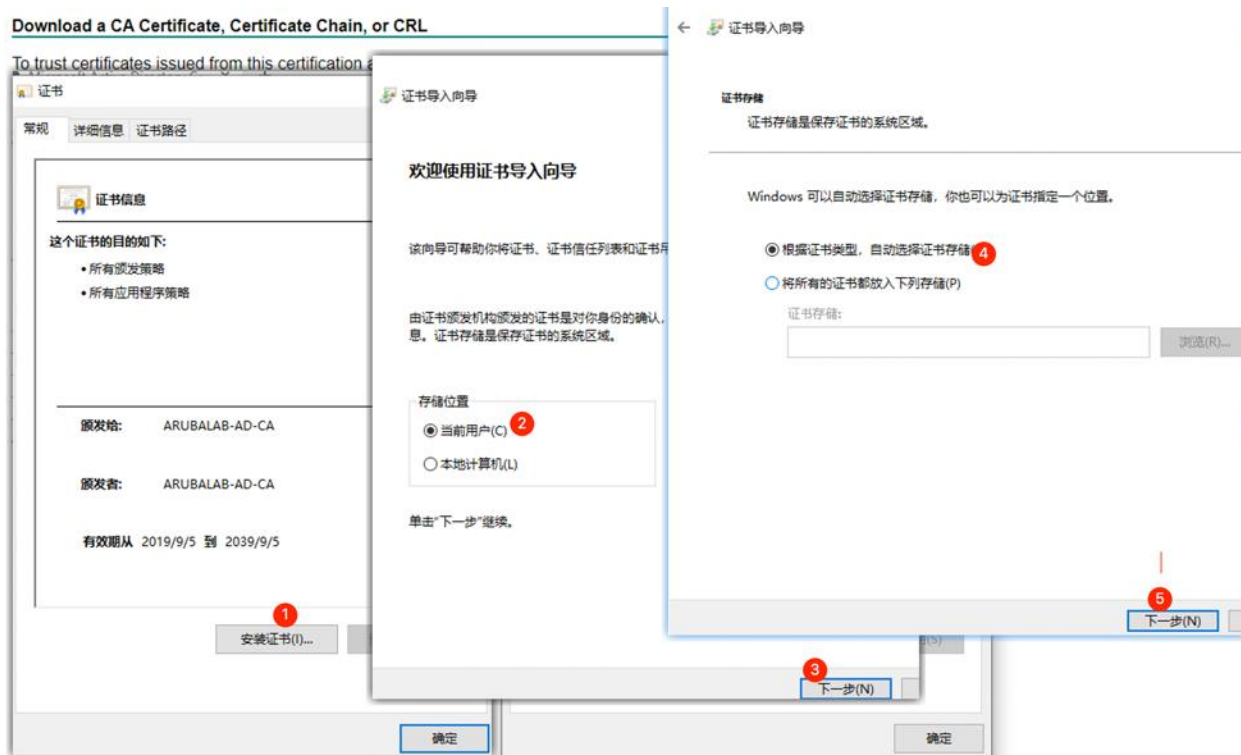 Download a CA Certificate, Certificate Chain, or CRL
To trust certificates issued from this certification a
证书
常规 详细信息 证书路径
证书信息
这个证书的目的如下:
• 所有颁发策略
• 所有应用程序策略
颁发给: ARUBALAB-AD-CA
颁发者: ARUBALAB-AD-CA
有效期从 2019/9/5 到 2039/9/5
1
安装证书(I)...
确定
证书导入向导
欢迎使用证书导入向导
该向导可帮助你将证书、证书信任列表和证书吊
由证书颁发机构颁发的证书是对你身份的确认,
息。证书存储是保存证书的系统区域。
存储位置
当前用户(C) 2
本地计算机(L)
单击"下一步"继续。
3
下一步(N)
确定
证书导入向导
证书存储
证书存储是保存证书的系统区域。
Windows 可以自动选择证书存储,你也可以为证书指定一个位置。
根据证书类型,自动选择证书存储 4
将所有的证书都放入下列存储(P)
证书存储:
浏览(R)...
5
下一步(N)